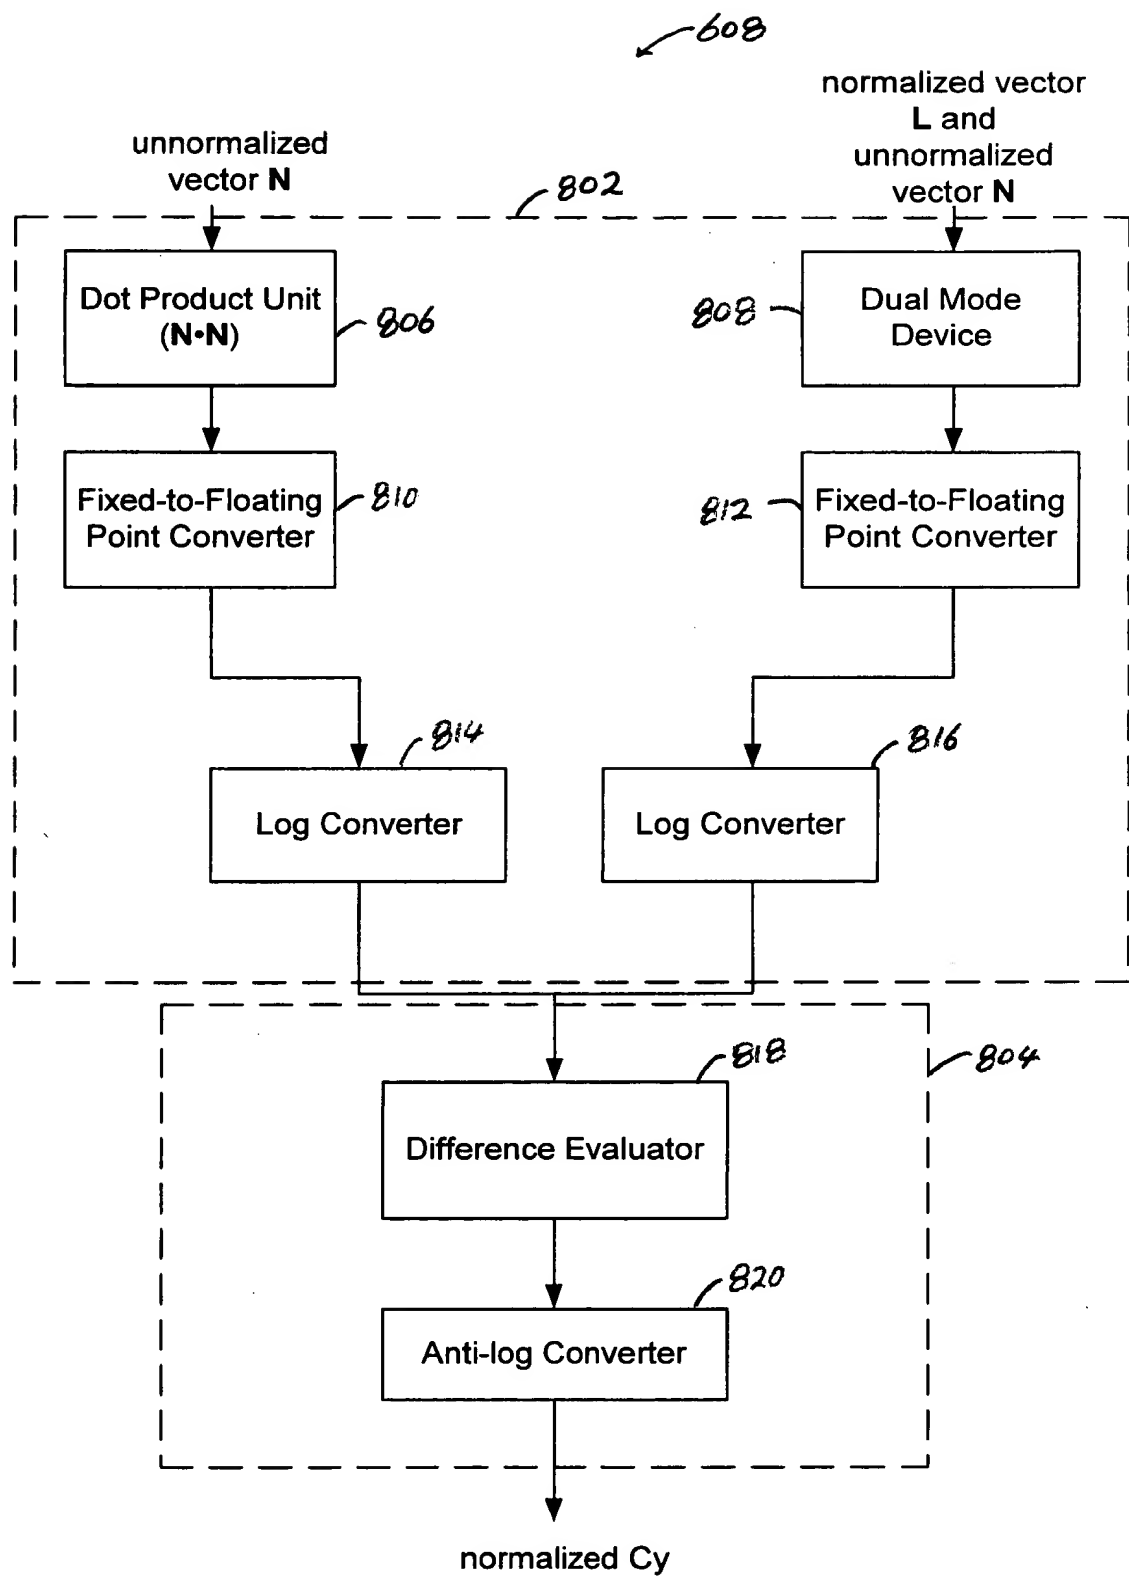 608
normalized vector
L and
unnormalized
vector N
unnormalized
vector N
802
Dot Product Unit
(N•N)
806
808
Dual Mode
Device
Fixed-to-Floating
Point Converter
810
812
Fixed-to-Floating
Point Converter
814
816
Log Converter
Log Converter
818
804
Difference Evaluator
820
Anti-log Converter
normalized Cy